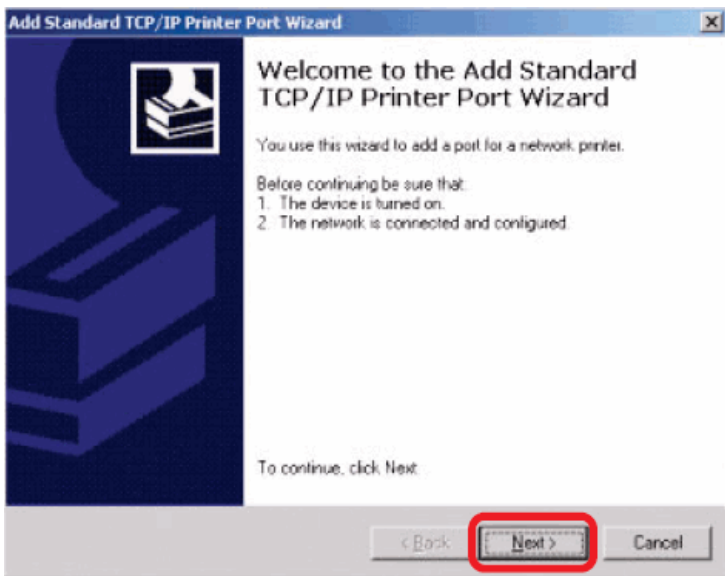 Add Standard TCP/IP Printer Port Wizard
Welcome to the Add Standard
TCP/IP Printer Port Wizard
You use this wizard to add a port for a network printer.
Before continuing be sure that:
1. The device is turned on.
2. The network is connected and configured.
To continue, click Next.
< Back
Next >
Cancel